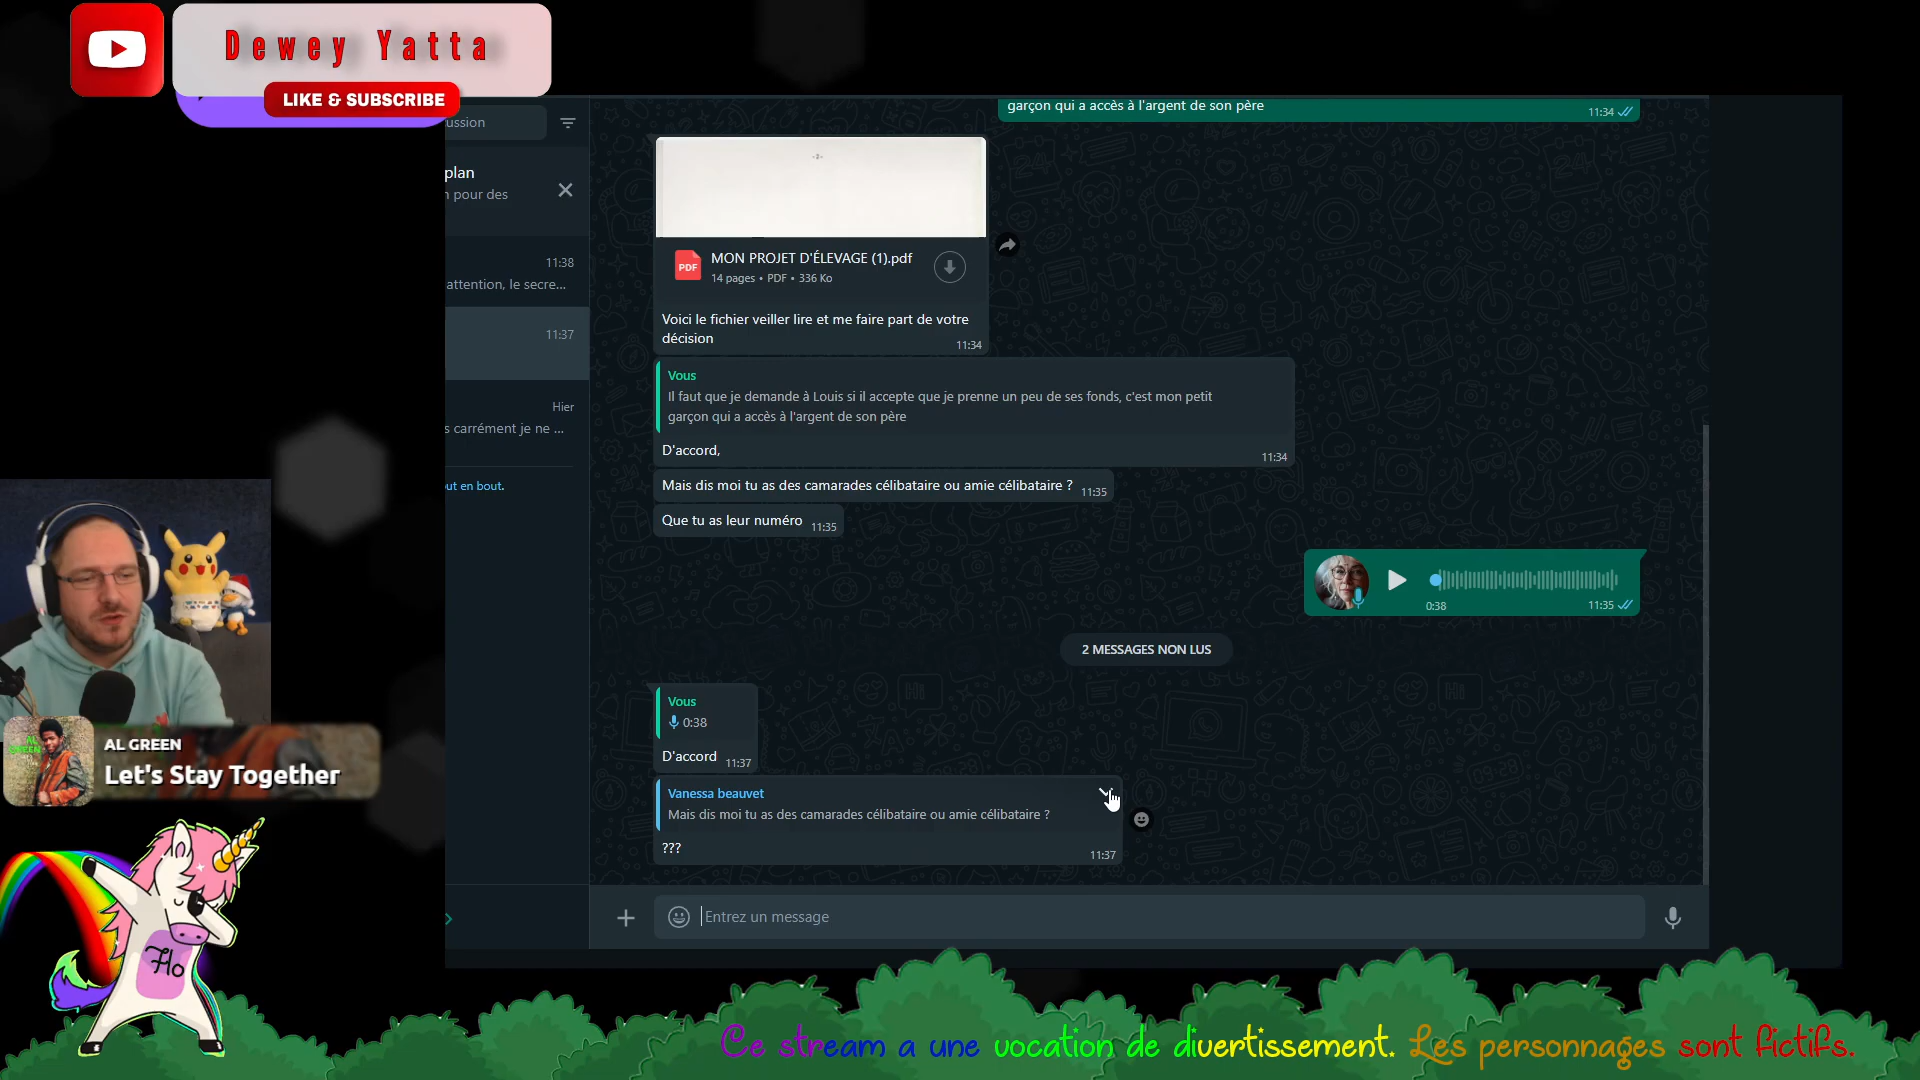 Dewey Yatta
LIKE & SUBSCRIBE
ussion
plan
pour des
11:38
attention, le secre...
11:37
Hier
s carrément je ne ...
ut en bout.
garçon qui a accès à l'argent de son père
11:34
-2-
PDF
MON PROJET D'ÉLEVAGE (1).pdf
14 pages • PDF • 336 Ko
Voici le fichier veiller lire et me faire part de votre
décision
11:34
Vous
Il faut que je demande à Louis si il accepte que je prenne un peu de ses fonds, c'est mon petit
garçon qui a accès à l'argent de son père
D'accord,
11:34
Mais dis moi tu as des camarades célibataire ou amie célibataire ? 11:35
Que tu as leur numéro 11:35
0:38 11:35
2 MESSAGES NON LUS
Vous
0:38
D'accord 11:37
Vanessa beauvet
Mais dis moi tu as des camarades célibataire ou amie célibataire ?
???
11:37
Entrez un message
AL GREEN
Let's Stay Together
AL
GREEN
Flo
Ce stream a une vocation de divertissement. Les personnages sont fictifs.